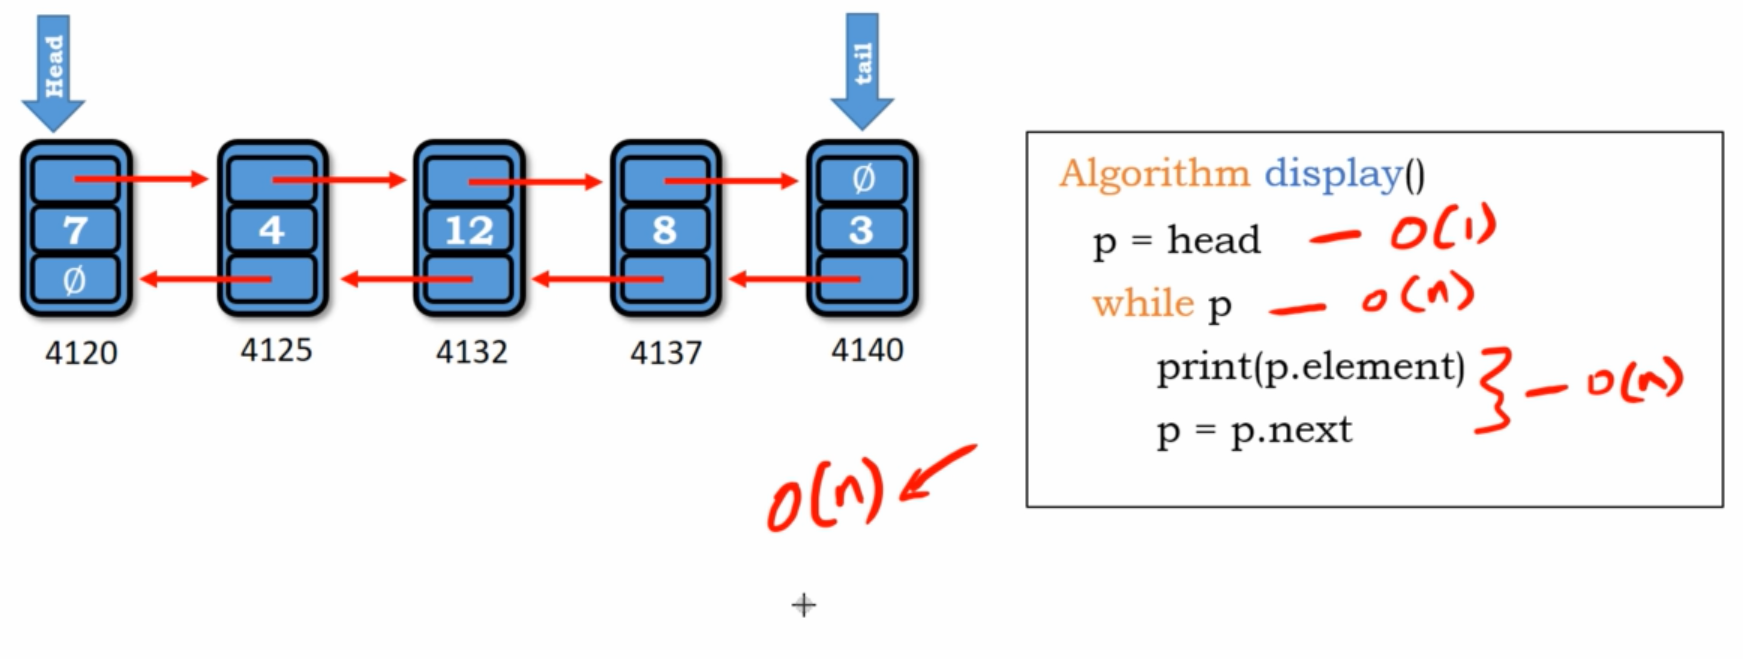 Head
tail
Ø
7 4 12 8 3
Ø
4120 4125 4132 4137 4140
Algorithm display()
p = head — O(1)
while p — O(n)
print(p.element)
p = p.next
} — O(n)
O(n)